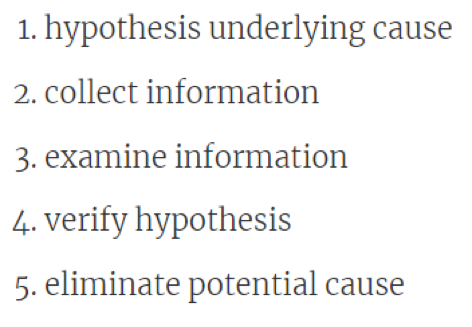 1. hypothesis underlying cause
2. collect information
3. examine information
4. verify hypothesis
5. eliminate potential cause